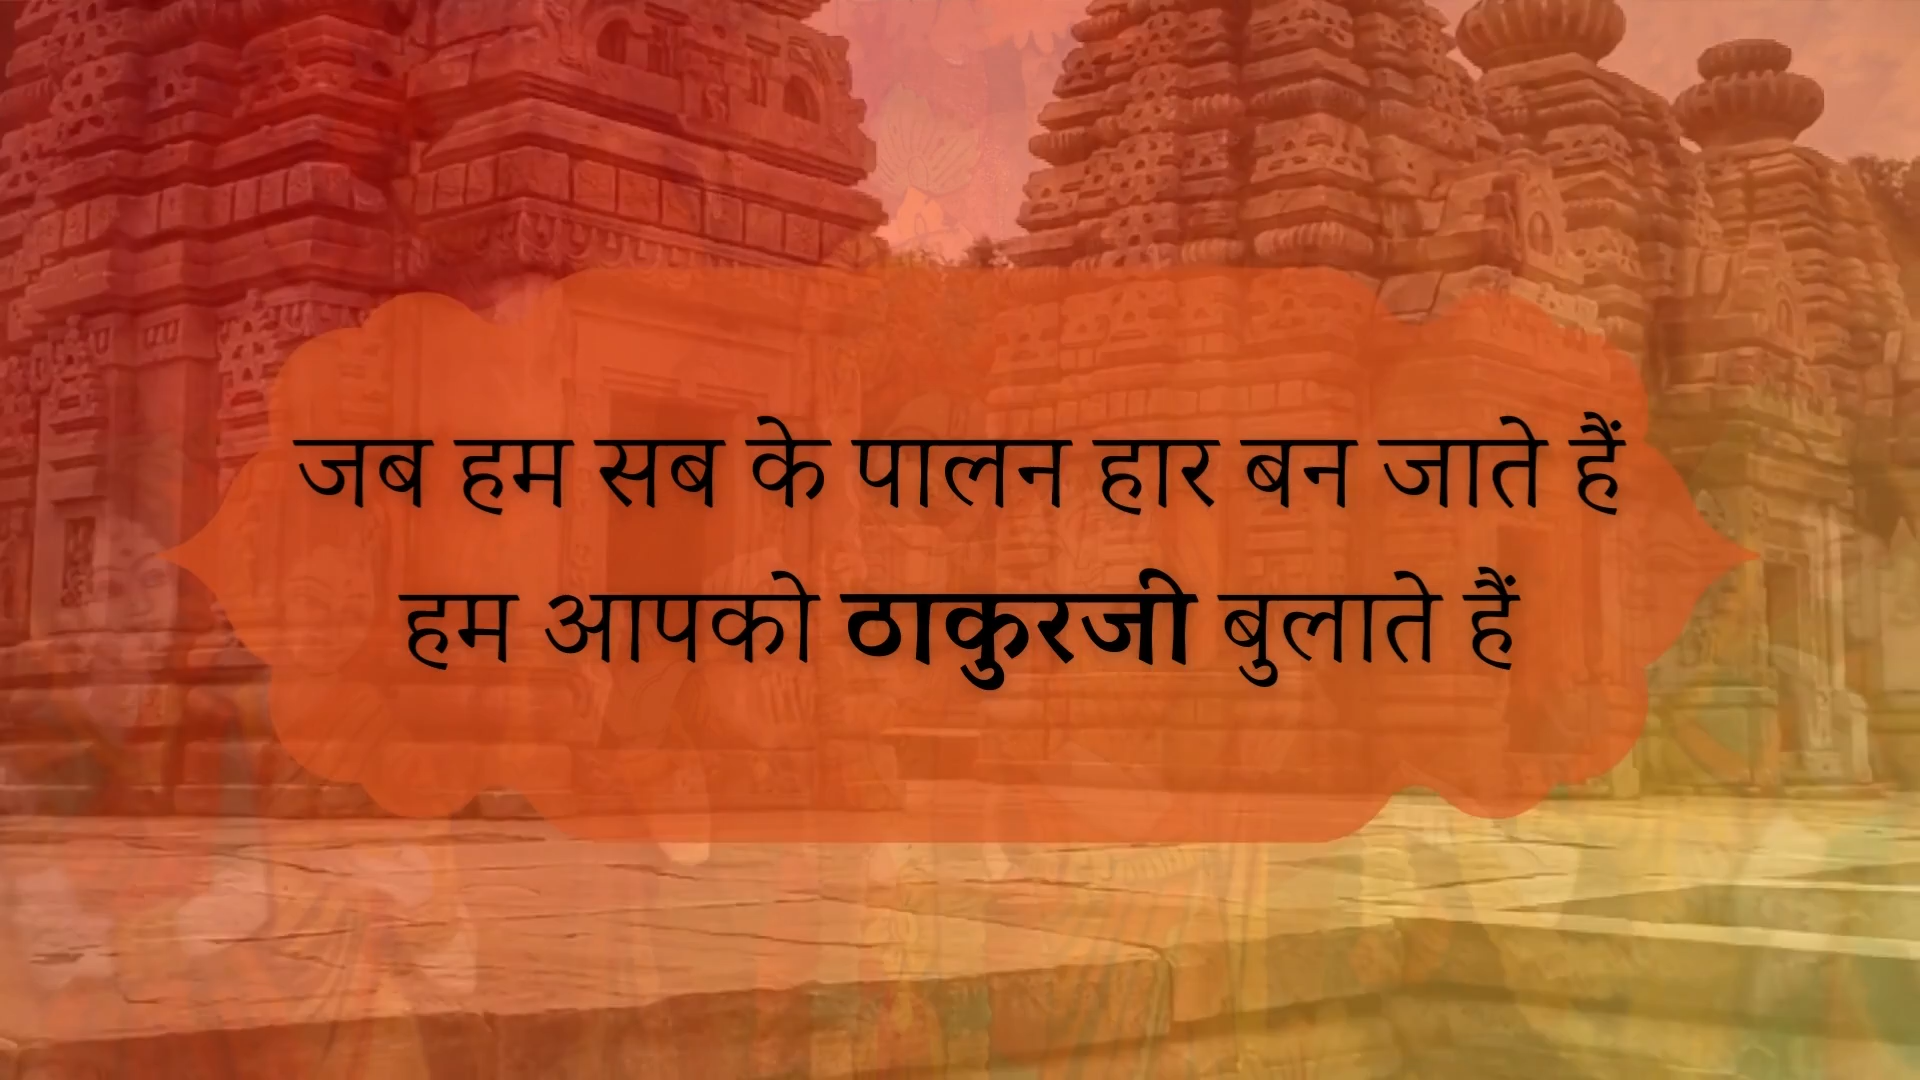 जब हम सब के पालन हार बन जाते हैं
हम आपको ठाकुरजी बुलाते हैं